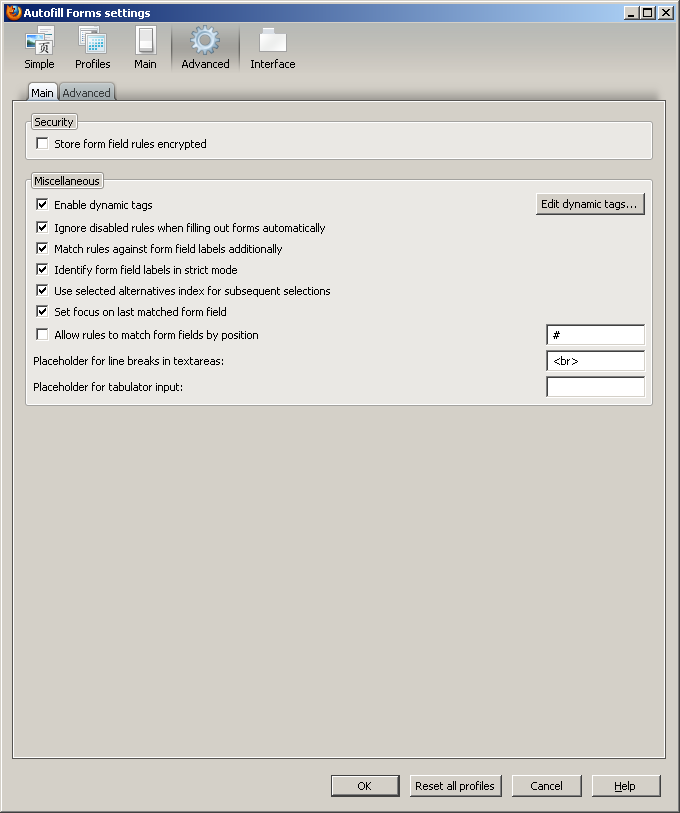 Autofill Forms settings
Simple Profiles Main Advanced Interface
Main Advanced
Security
Store form field rules encrypted
Miscellaneous
Enable dynamic tags Edit dynamic tags...
Ignore disabled rules when filling out forms automatically
Match rules against form field labels additionally
Identify form field labels in strict mode
Use selected alternatives index for subsequent selections
Set focus on last matched form field
Allow rules to match form fields by position #
Placeholder for line breaks in textareas: <br>
Placeholder for tabulator input:
OK Reset all profiles Cancel Help